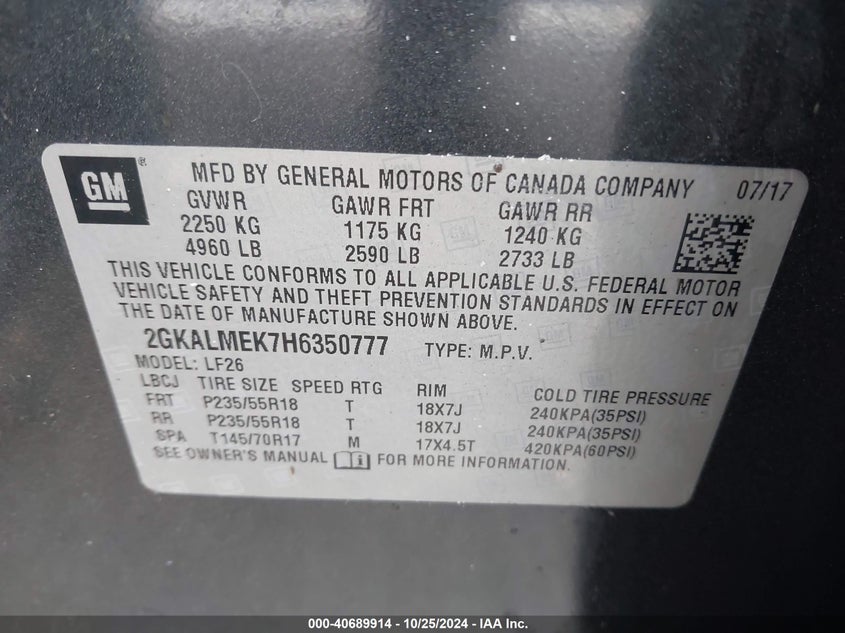 GM ® MFD BY GENERAL MOTORS OF CANADA COMPANY 07/17
GVWR GAWR FRT GAWR RR
2250 KG 1175 KG 1240 KG
4960 LB 2590 LB 2733 LB
THIS VEHICLE CONFORMS TO ALL APPLICABLE U.S. FEDERAL MOTOR
VEHICLE SAFETY AND THEFT PREVENTION STANDARDS IN EFFECT ON
THE DATE OF MANUFACTURE SHOWN ABOVE.
2GKALMEK7H6350777 TYPE: M.P.V.
MODEL: LF26
LBCJ TIRE SIZE SPEED RTG RIM COLD TIRE PRESSURE
FRT P235/55R18 T 18X7J 240KPA(35PSI)
RR P235/55R18 T 18X7J 240KPA(35PSI)
SPA T145/70R17 M 17X4.5T 420KPA(60PSI)
SEE OWNER'S MANUAL FOR MORE INFORMATION.
000-40689914 - 10/25/2024 - IAA Inc.